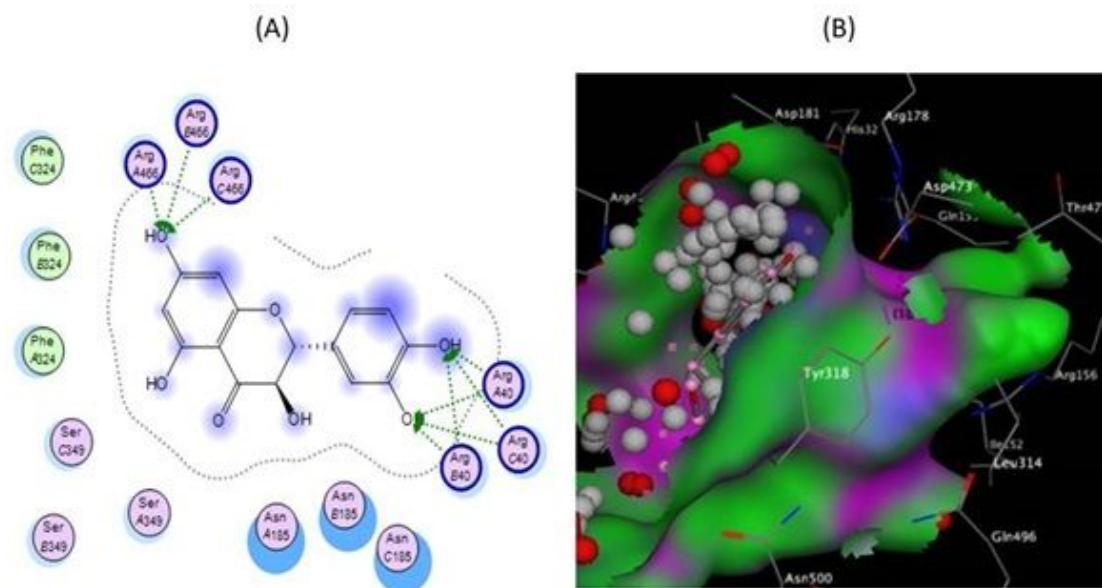 (A)
(B)
Arg
B466
Arg
A466
Arg
C466
Phe
C324
Phe
B324
Phe
A324
HO
O
HO
O
OH
OH
O
Arg
A40
Arg
C40
Arg
B40
Ser
C349
Ser
A349
Ser
B349
Asn
A185
Asn
B185
Asn
C185
Asp181
His32
Arg178
Asp473
Thr47
Tyr318
Arg156
Leu314
Gln496
Asn500